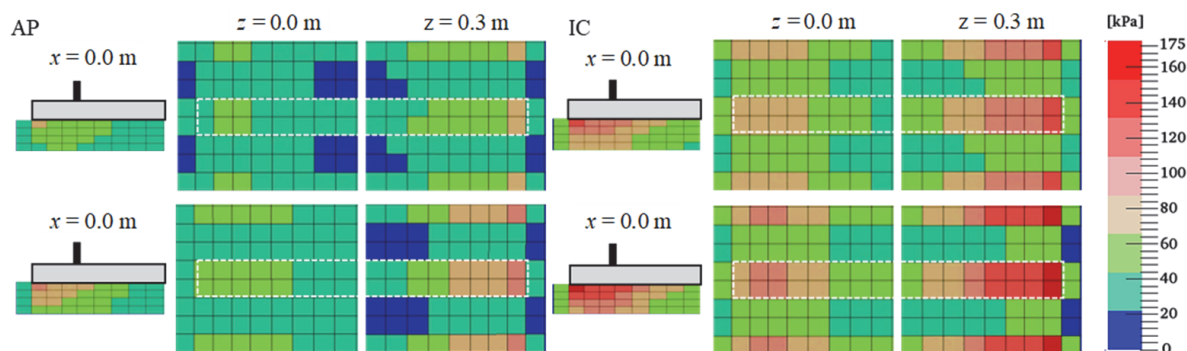 AP
z = 0.0 m
z = 0.3 m
x = 0.0 m
x = 0.0 m
IC
z = 0.0 m
z = 0.3 m
x = 0.0 m
x = 0.0 m
[kPa]
175
160
140
120
100
80
60
40
20
0